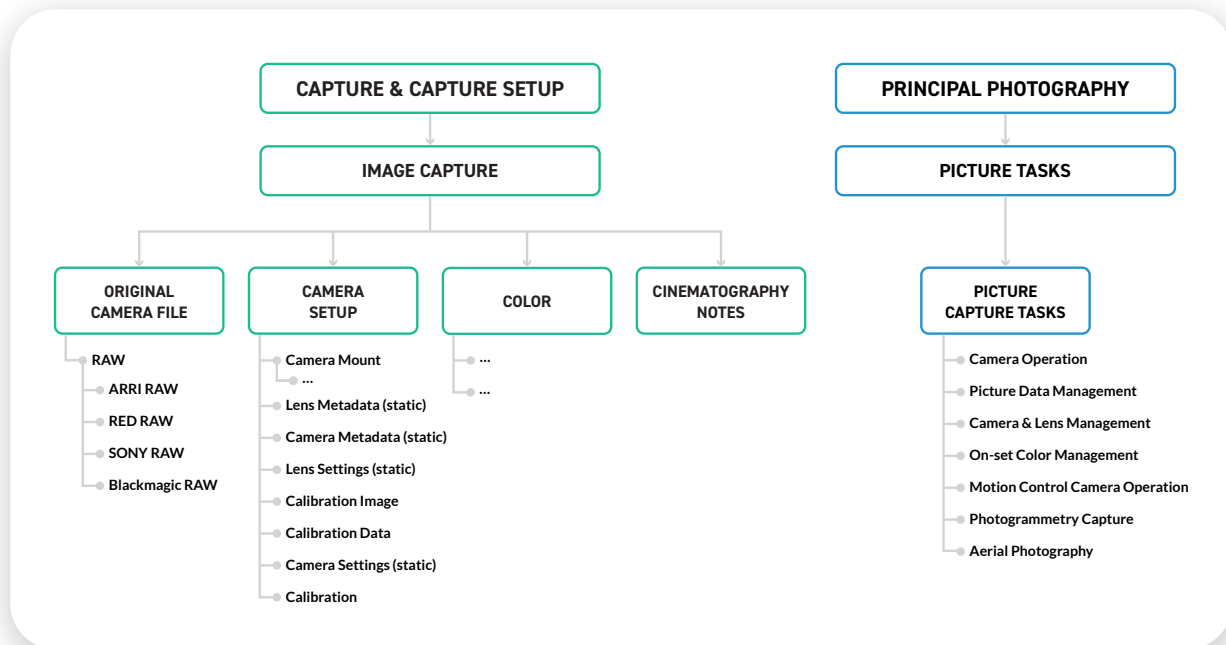 CAPTURE & CAPTURE SETUP
IMAGE CAPTURE
ORIGINAL
CAMERA FILE
RAW
ARRI RAW
RED RAW
SONY RAW
Blackmagic RAW
CAMERA
SETUP
Camera Mount
...
Lens Metadata (static)
Camera Metadata (static)
Lens Settings (static)
Calibration Image
Calibration Data
Camera Settings (static)
Calibration
COLOR
...
...
CINEMATOGRAPHY
NOTES
PRINCIPAL PHOTOGRAPHY
PICTURE TASKS
PICTURE
CAPTURE TASKS
Camera Operation
Picture Data Management
Camera & Lens Management
On-set Color Management
Motion Control Camera Operation
Photogrammetry Capture
Aerial Photography